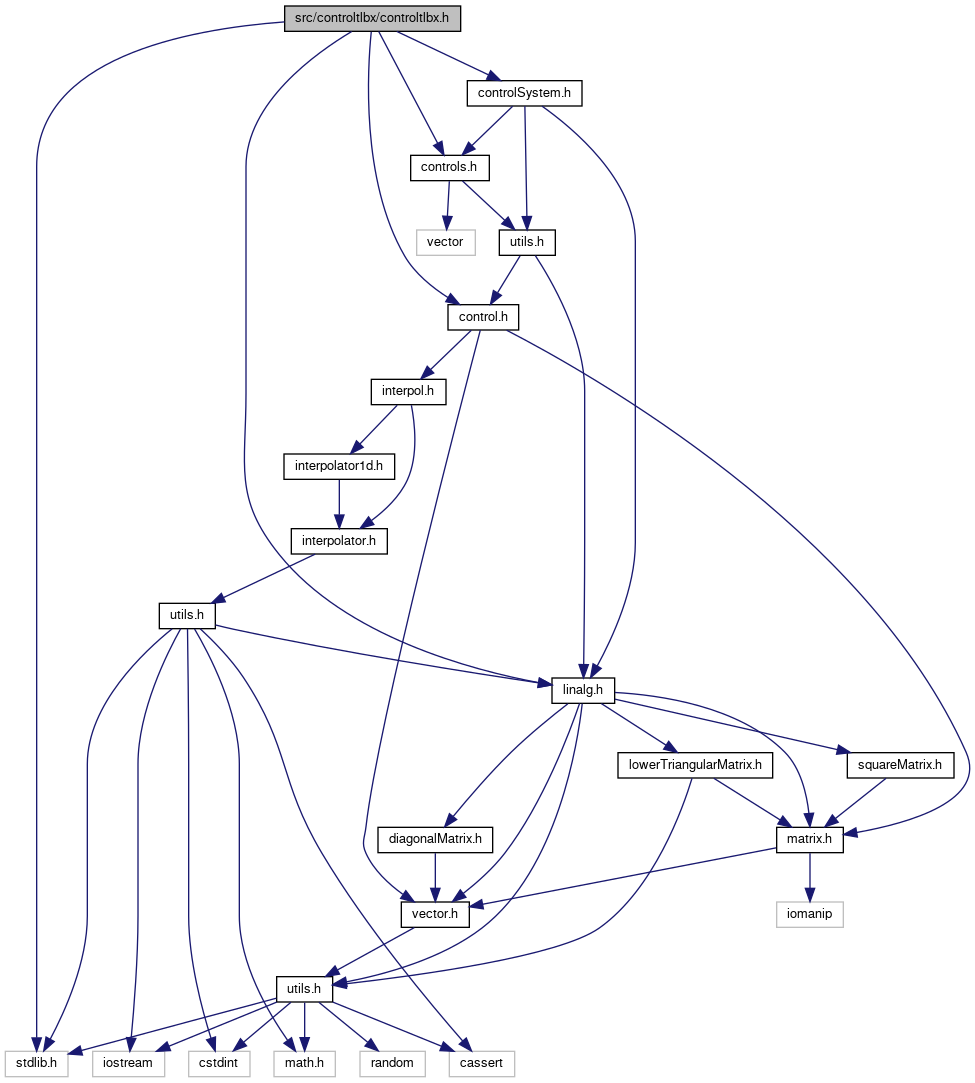 src/controltlbx/controltlbx.h
controlSystem.h
controls.h
vector
utils.h
control.h
interpol.h
interpolator1d.h
interpolator.h
utils.h
linalg.h
lowerTriangularMatrix.h
squareMatrix.h
diagonalMatrix.h
matrix.h
vector.h
iomanip
utils.h
stdlib.h
iostream
cstdint
math.h
random
cassert